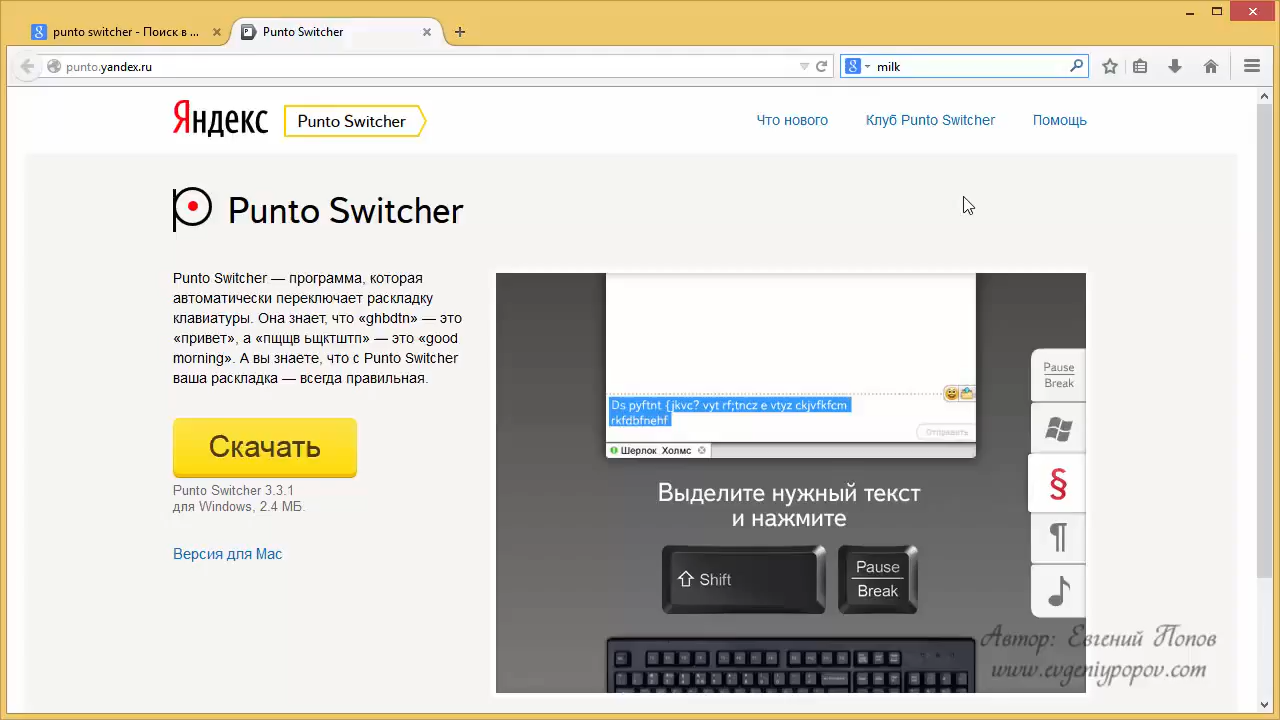 punto switcher - Поиск в ...
Punto Switcher
punto.yandex.ru
milk
Яндекс
Punto Switcher
Что нового
Клуб Punto Switcher
Помощь
Punto Switcher
Punto Switcher — программа, которая
автоматически переключает раскладку
клавиатуры. Она знает, что «ghbdtn» — это
«привет», а «пщщв ьщктштп» — это «good
morning». А вы знаете, что с Punto Switcher
ваша раскладка — всегда правильная.
Скачать
Punto Switcher 3.3.1
для Windows, 2.4 МБ.
Версия для Mac
Ds pyftnt {jkvc? vyt rf;tncz e vtyz ckjvfkfcm
rkfdbfnehf
Отправить
Шерлок Холмс
Выделите нужный текст
и нажмите
Shift
Pause
Break
Pause
Break
§
¶
Автор: Евгений Попов
www.evgeniypopov.com